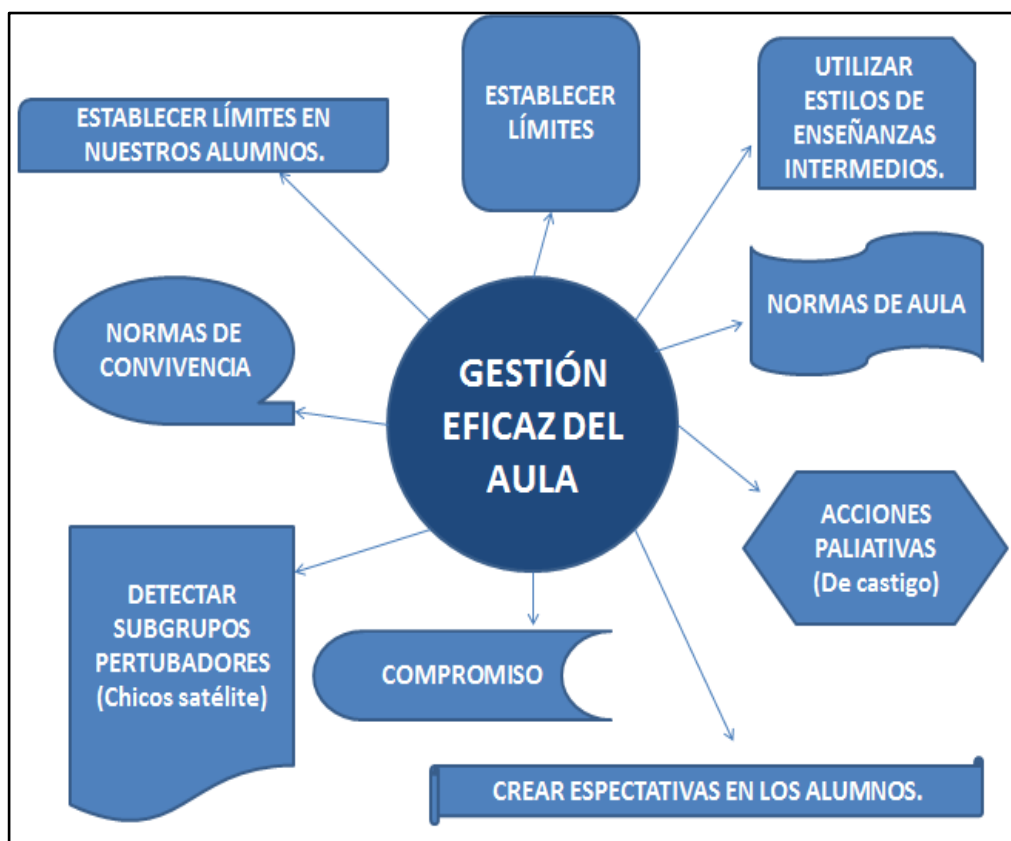 ESTABLECER LÍMITES EN
NUESTROS ALUMNOS.
ESTABLECER
LÍMITES
UTILIZAR
ESTILOS DE
ENSEÑANZAS
INTERMEDIOS.
NORMAS DE
CONVIVENCIA
GESTIÓN
EFICAZ DEL
AULA
NORMAS DE AULA
DETECTAR
SUBGRUPOS
PERTUBADORES
(Chicos satélite)
COMPROMISO
ACCIONES
PALIATIVAS
(De castigo)
CREAR ESPECTATIVAS EN LOS ALUMNOS.